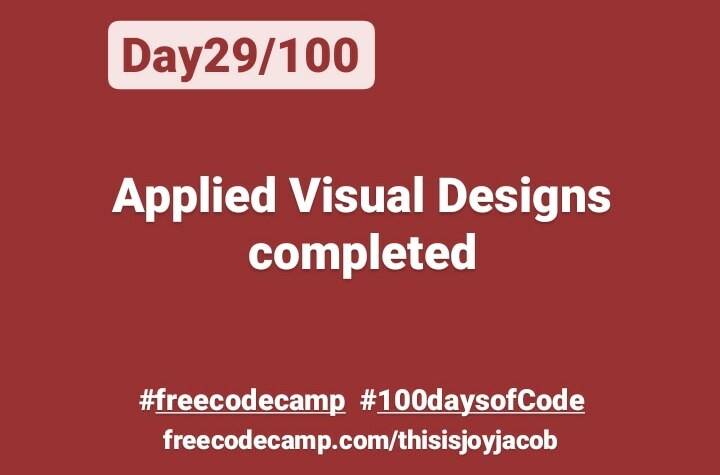 Day29/100
Applied Visual Designs
completed
#freecodecamp #100daysofCode
freecodecamp.com/thisisjoyjacob